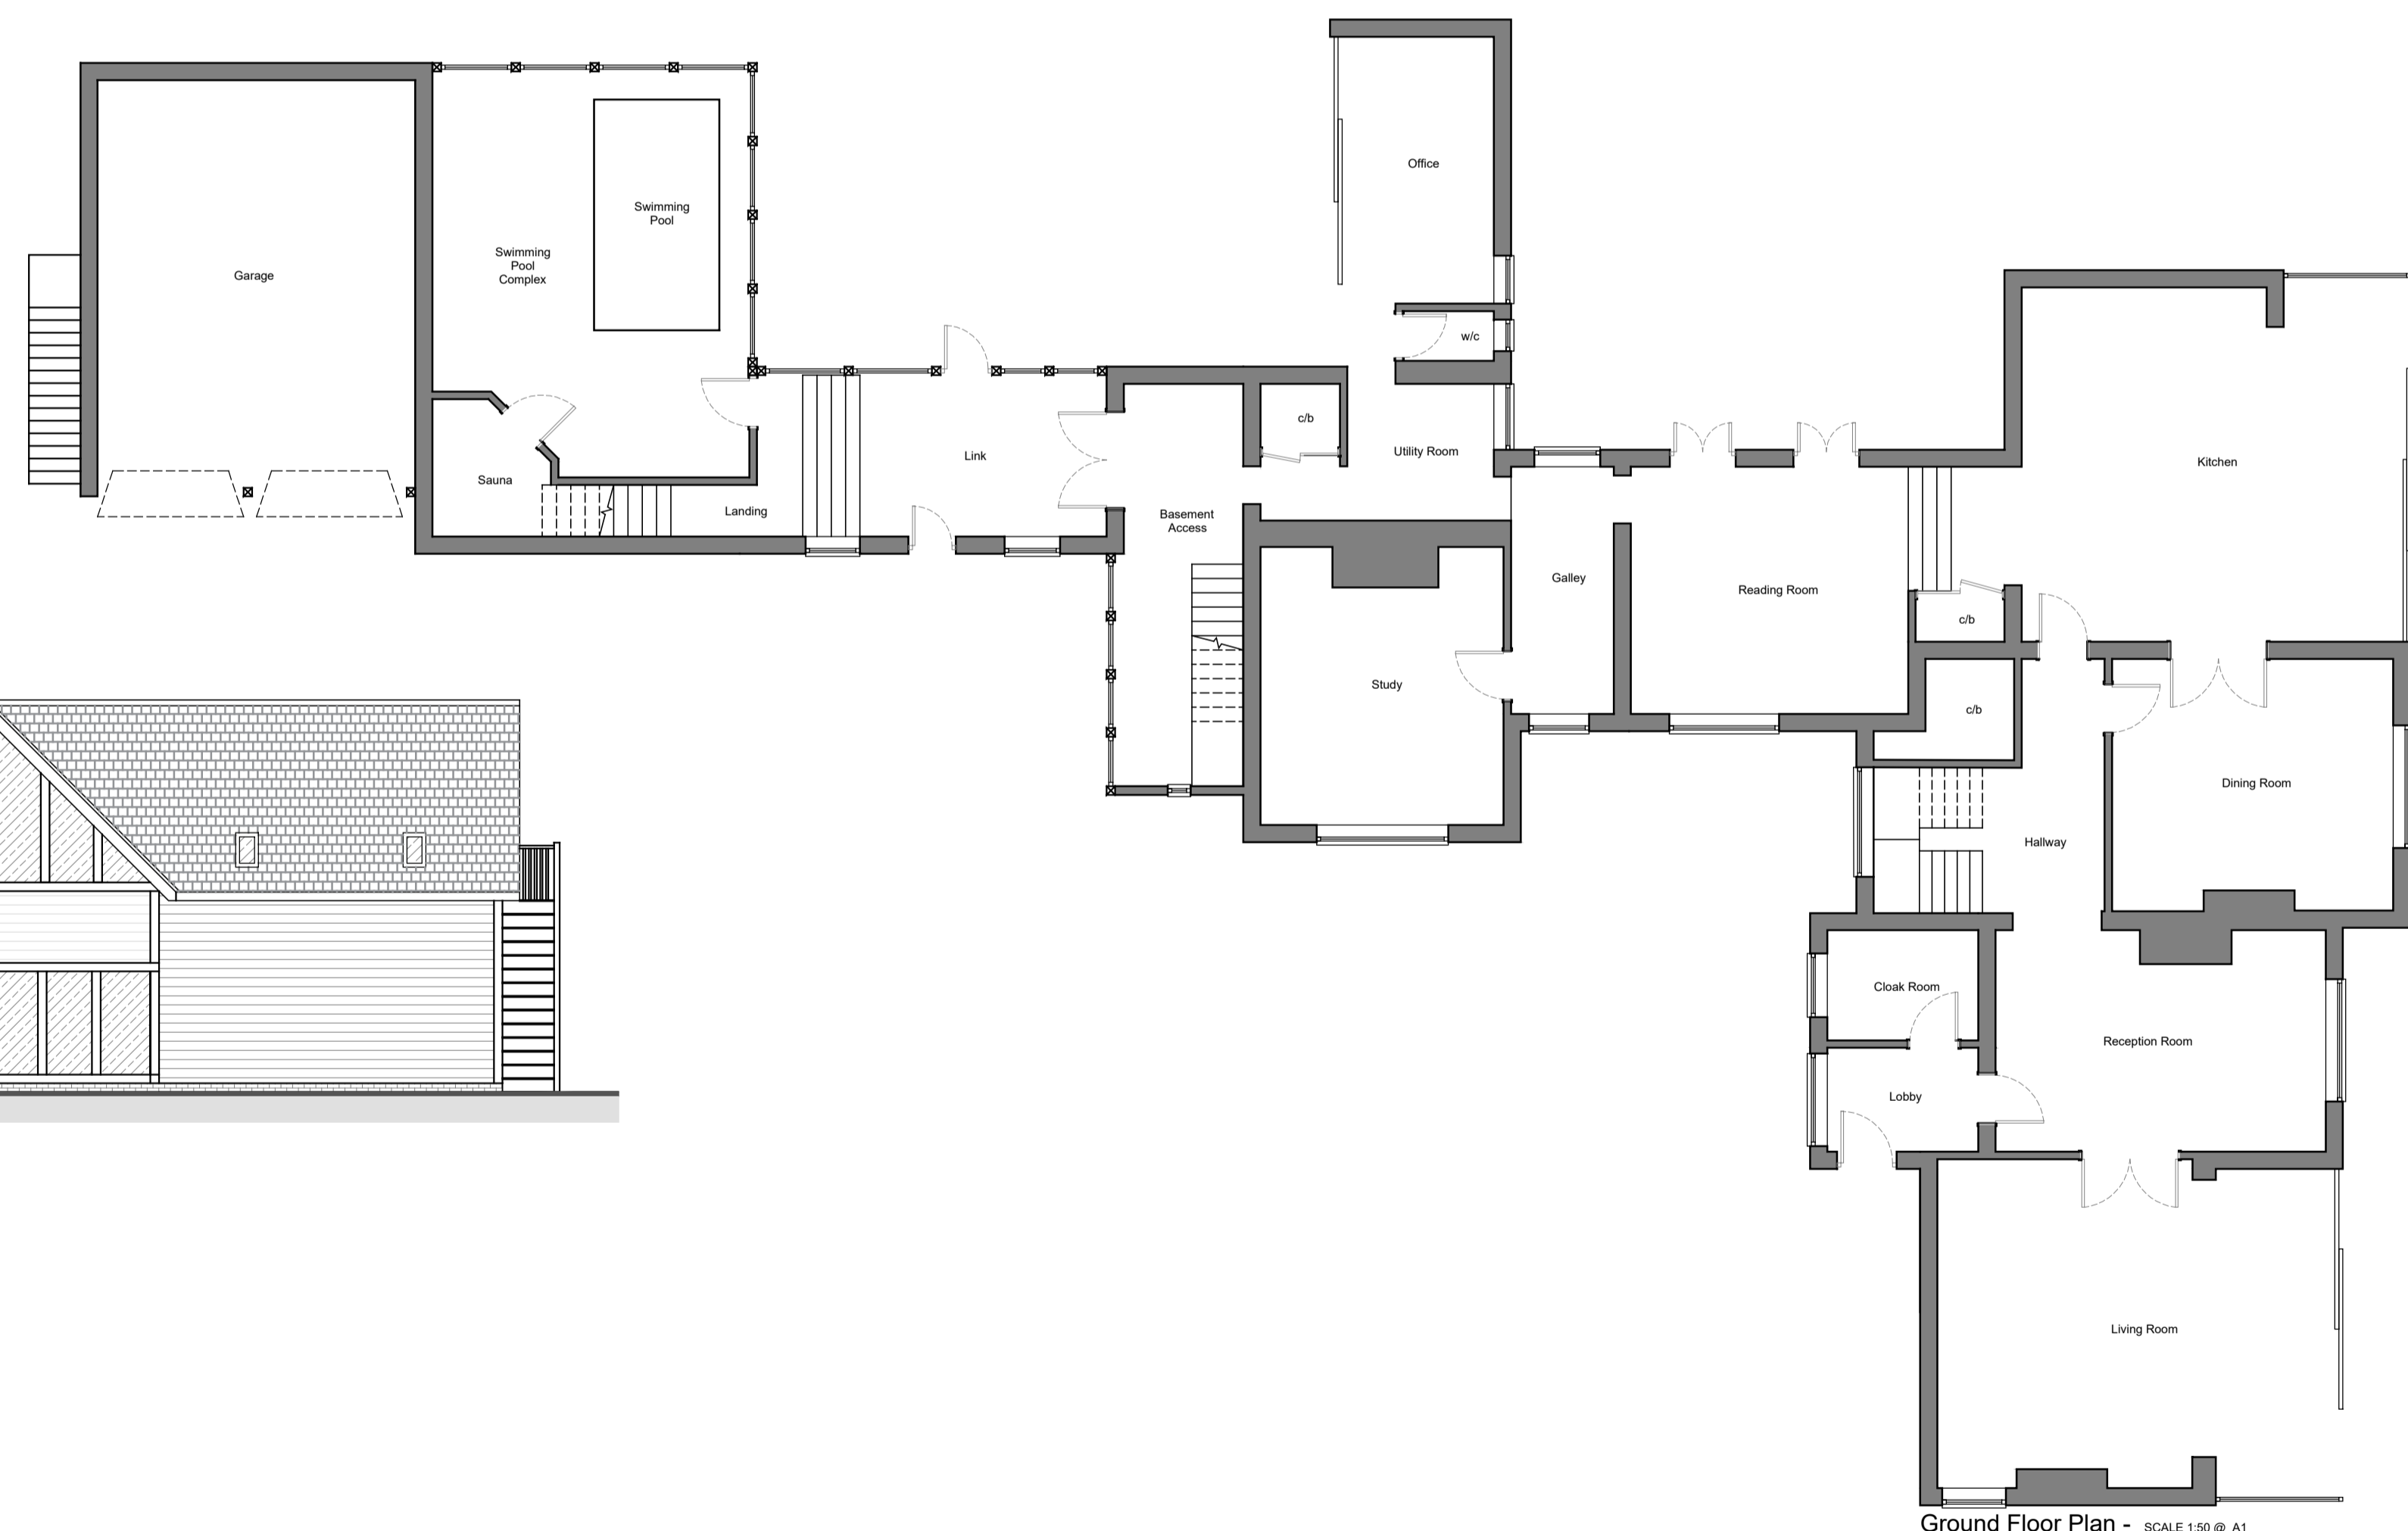 Office
Swimming
Pool
Swimming
Pool
Complex
Garage
w/c
c/b
Utility Room
Link
Kitchen
Sauna
Landing
Basement
Access
Galley
Reading Room
c/b
Study
c/b
Dining Room
Hallway
Cloak Room
Reception Room
Lobby
Living Room
Ground Floor Plan - SCALE 1:50 @ A1